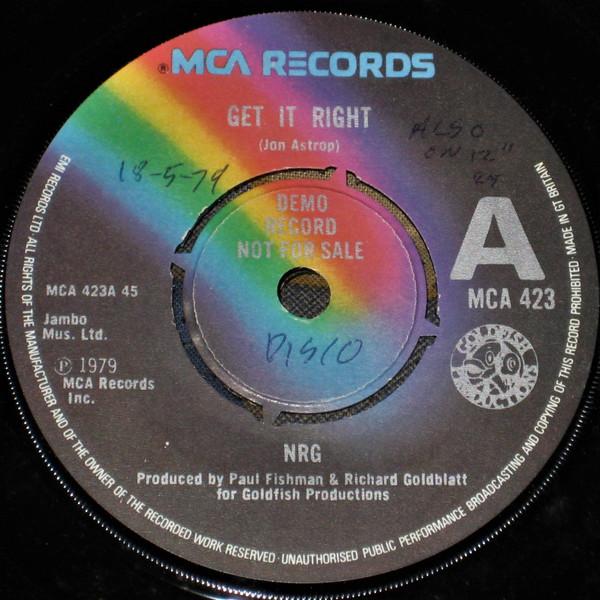 ® MCA RECORDS
GET IT RIGHT
(Jon Astrop)
ALSO
ON 12"
18-5-79
DEMO
RECORD
NOT FOR SALE
A
MCA 423A 45
MCA 423
Jambo
Mus. Ltd.
DISCO
GOLDFISH
PRODUCTIONS
℗ 1979
MCA Records
Inc.
NRG
Produced by Paul Fishman & Richard Goldblatt
for Goldfish Productions
EMI RECORDS LTD ALL RIGHTS OF THE MANUFACTURER AND OF THE OWNER OF THE RECORDED WORK RESERVED · UNAUTHORISED PUBLIC PERFORMANCE BROADCASTING AND COPYING OF THIS RECORD PROHIBITED · MADE IN GT BRITAIN